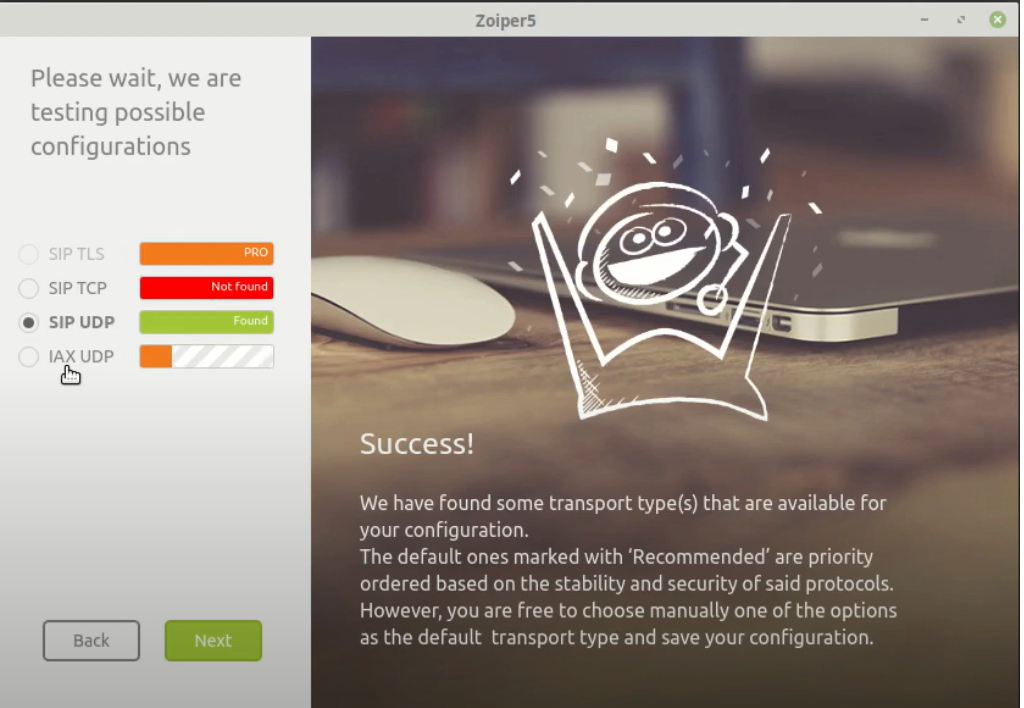 Zoiper5
Please wait, we are
testing possible
configurations
SIP TLS PRO
SIP TCP Not found
SIP UDP Found
IAX UDP
Back Next
Success!
We have found some transport type(s) that are available for
your configuration.
The default ones marked with ‘Recommended’ are priority
ordered based on the stability and security of said protocols.
However, you are free to choose manually one of the options
as the default transport type and save your configuration.